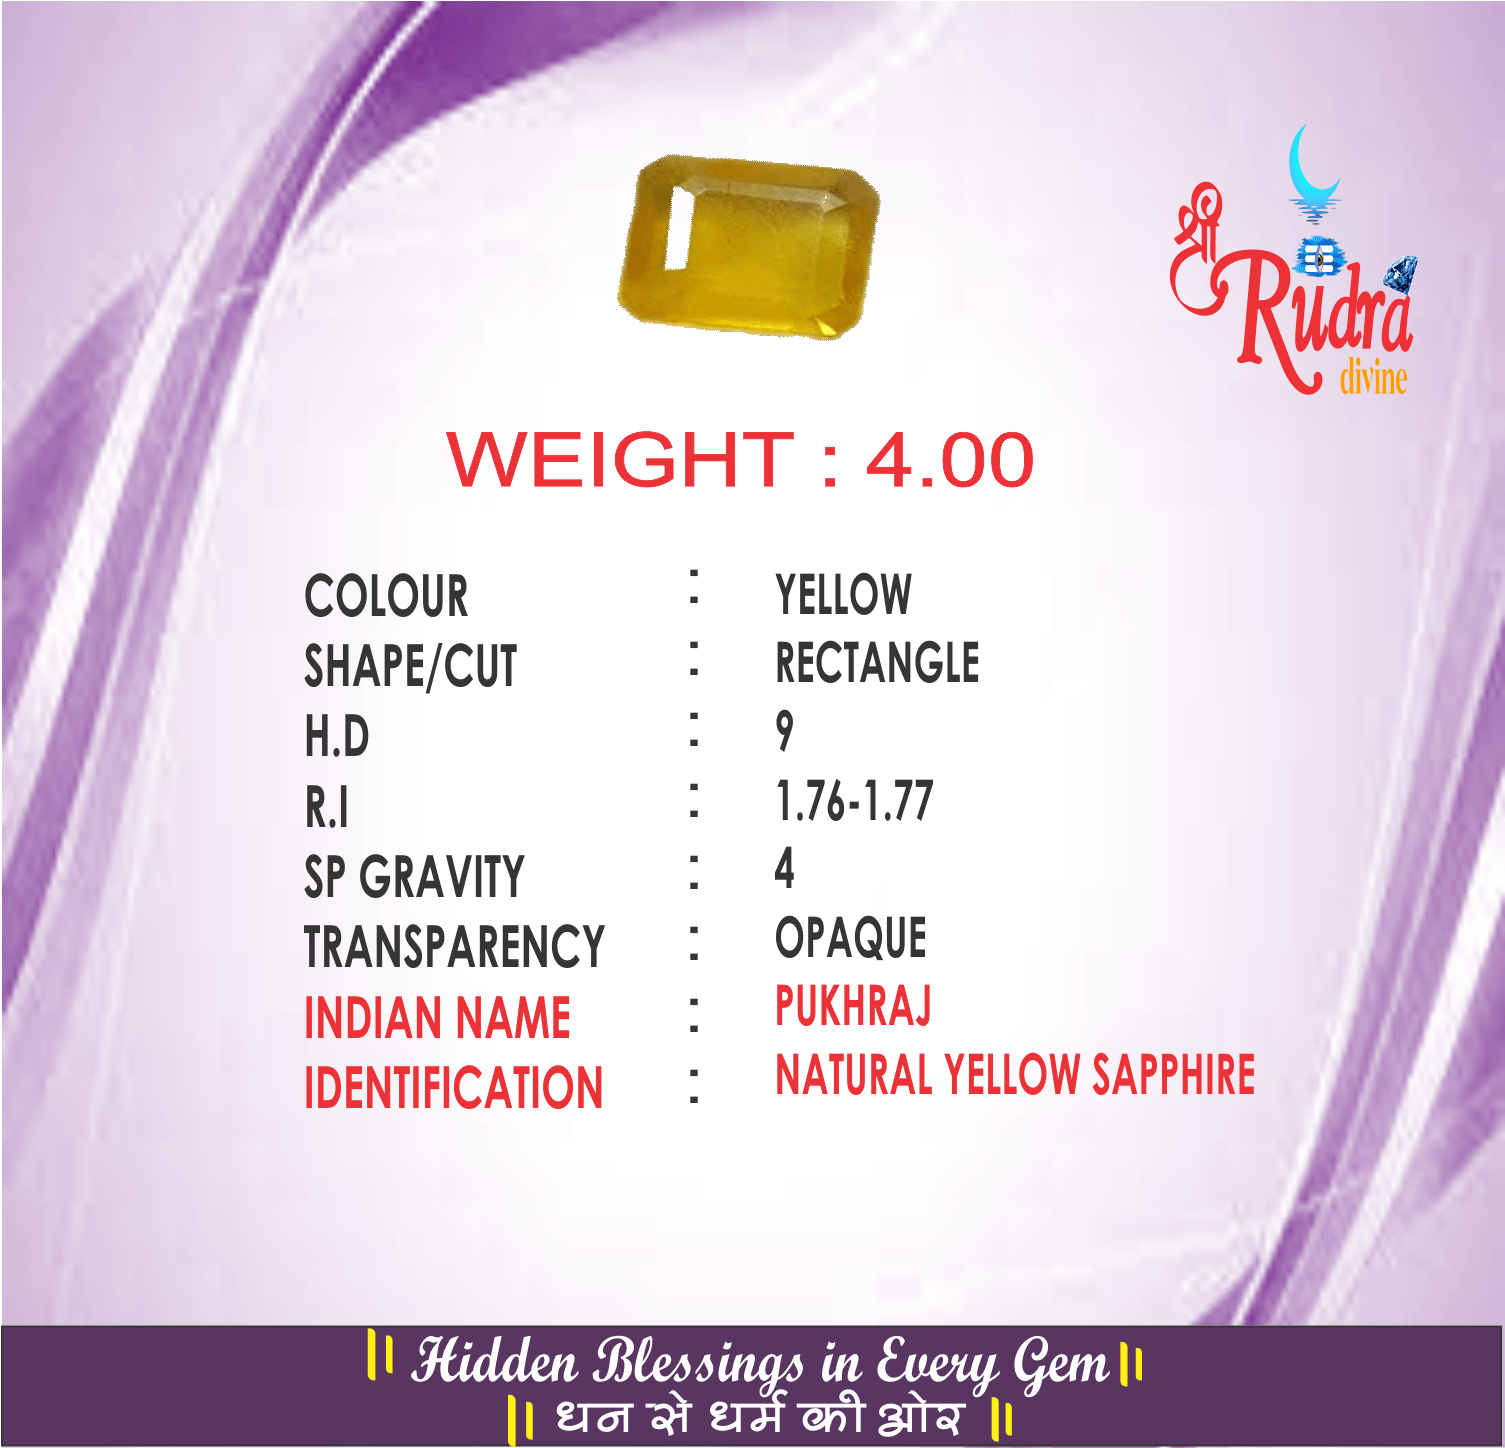 श्री
Rudra
divine
WEIGHT : 4.00
COLOUR : YELLOW
SHAPE/CUT : RECTANGLE
H.D : 9
R.I : 1.76-1.77
SP GRAVITY : 4
TRANSPARENCY : OPAQUE
INDIAN NAME : PUKHRAJ
IDENTIFICATION : NATURAL YELLOW SAPPHIRE
|| Hidden Blessings in Every Gem ||
|| धन से धर्म की ओर ||